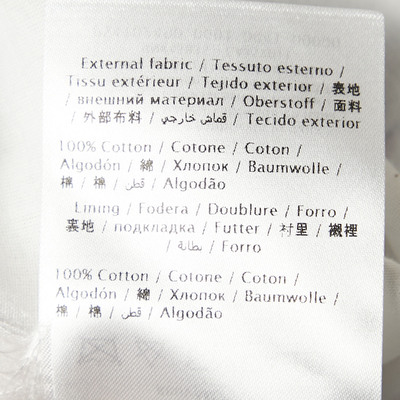 External fabric / Tessuto esterno /
Tissu extérieur / Tejido exterior / 表地
/ внешний материал / Oberstoff / 面料
/ 外部布料 / قماش خارجي / Tecido exterior
100% Cotton / Cotone / Coton /
Algodón / 綿 / Хлопок / Baumwolle /
棉 / 棉 / قطن / Algodão
Lining / Fodera / Doublure / Forro /
裏地 / подкладка / Futter / 衬里 / 襯裡
/ بطانة / Forro
100% Cotton / Cotone / Coton /
Algodón / 綿 / Хлопок / Baumwolle /
棉 / 棉 / قطن / Algodão